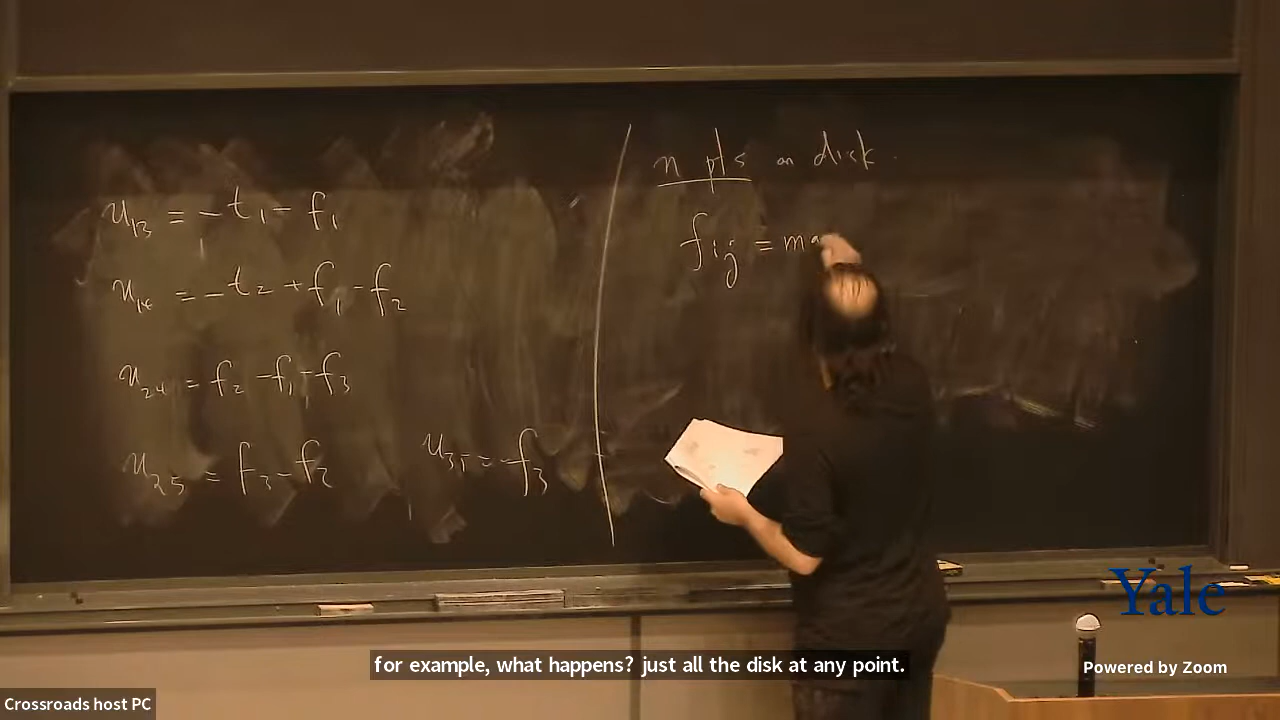 u₁₃ = -t₁ - f₁
u₁₄ = -t₂ + f₁ - f₂
u₂₄ = f₂ - f₁ - f₃
u₂₅ = f₃ - f₂
u₃₅ = -f₃
n pts on disk.
f_ij = ma
for example, what happens? just all the disk at any point.
Yale
Powered by Zoom
Crossroads host PC